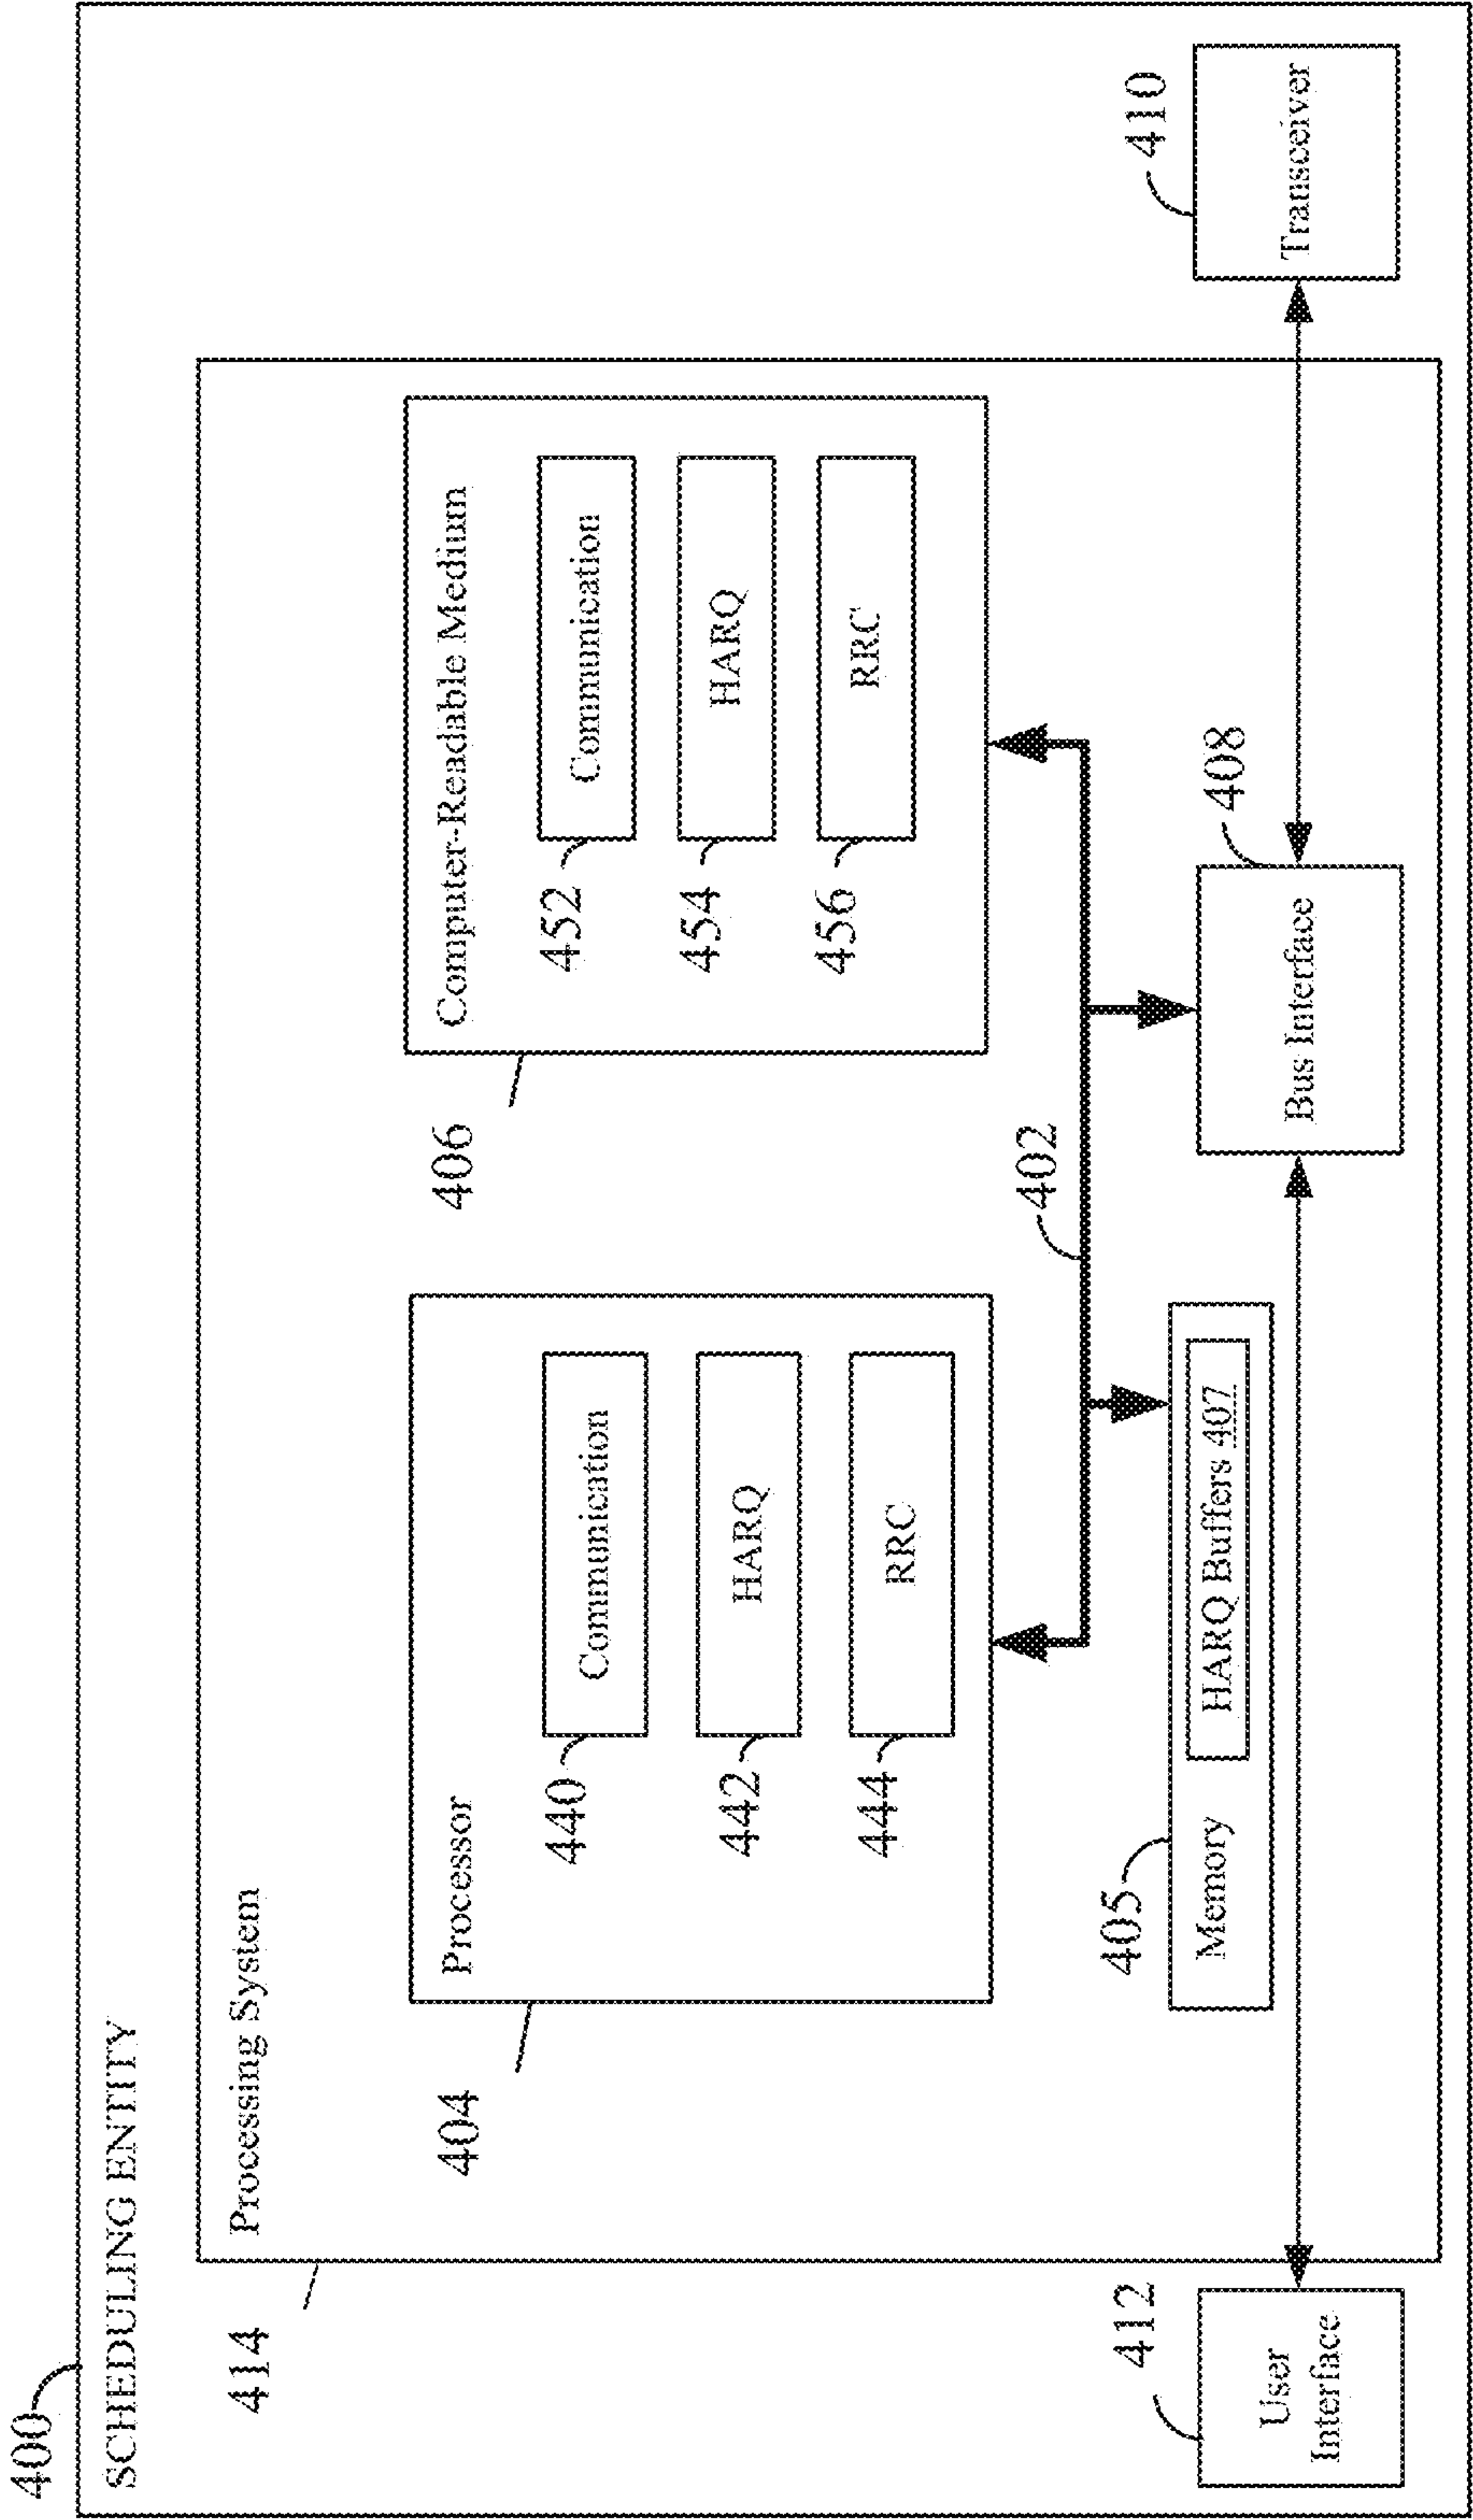 400
SCHEDULING ENTITY
414
Processing System
404
Processor
440
Communication
442
HARQ
444
RRC
406
Computer-Readable Medium
452
Communication
454
HARQ
456
RRC
402
405
Memory
HARQ Buffers 407
408
Bus Interface
412
User
Interface
410
Transceiver